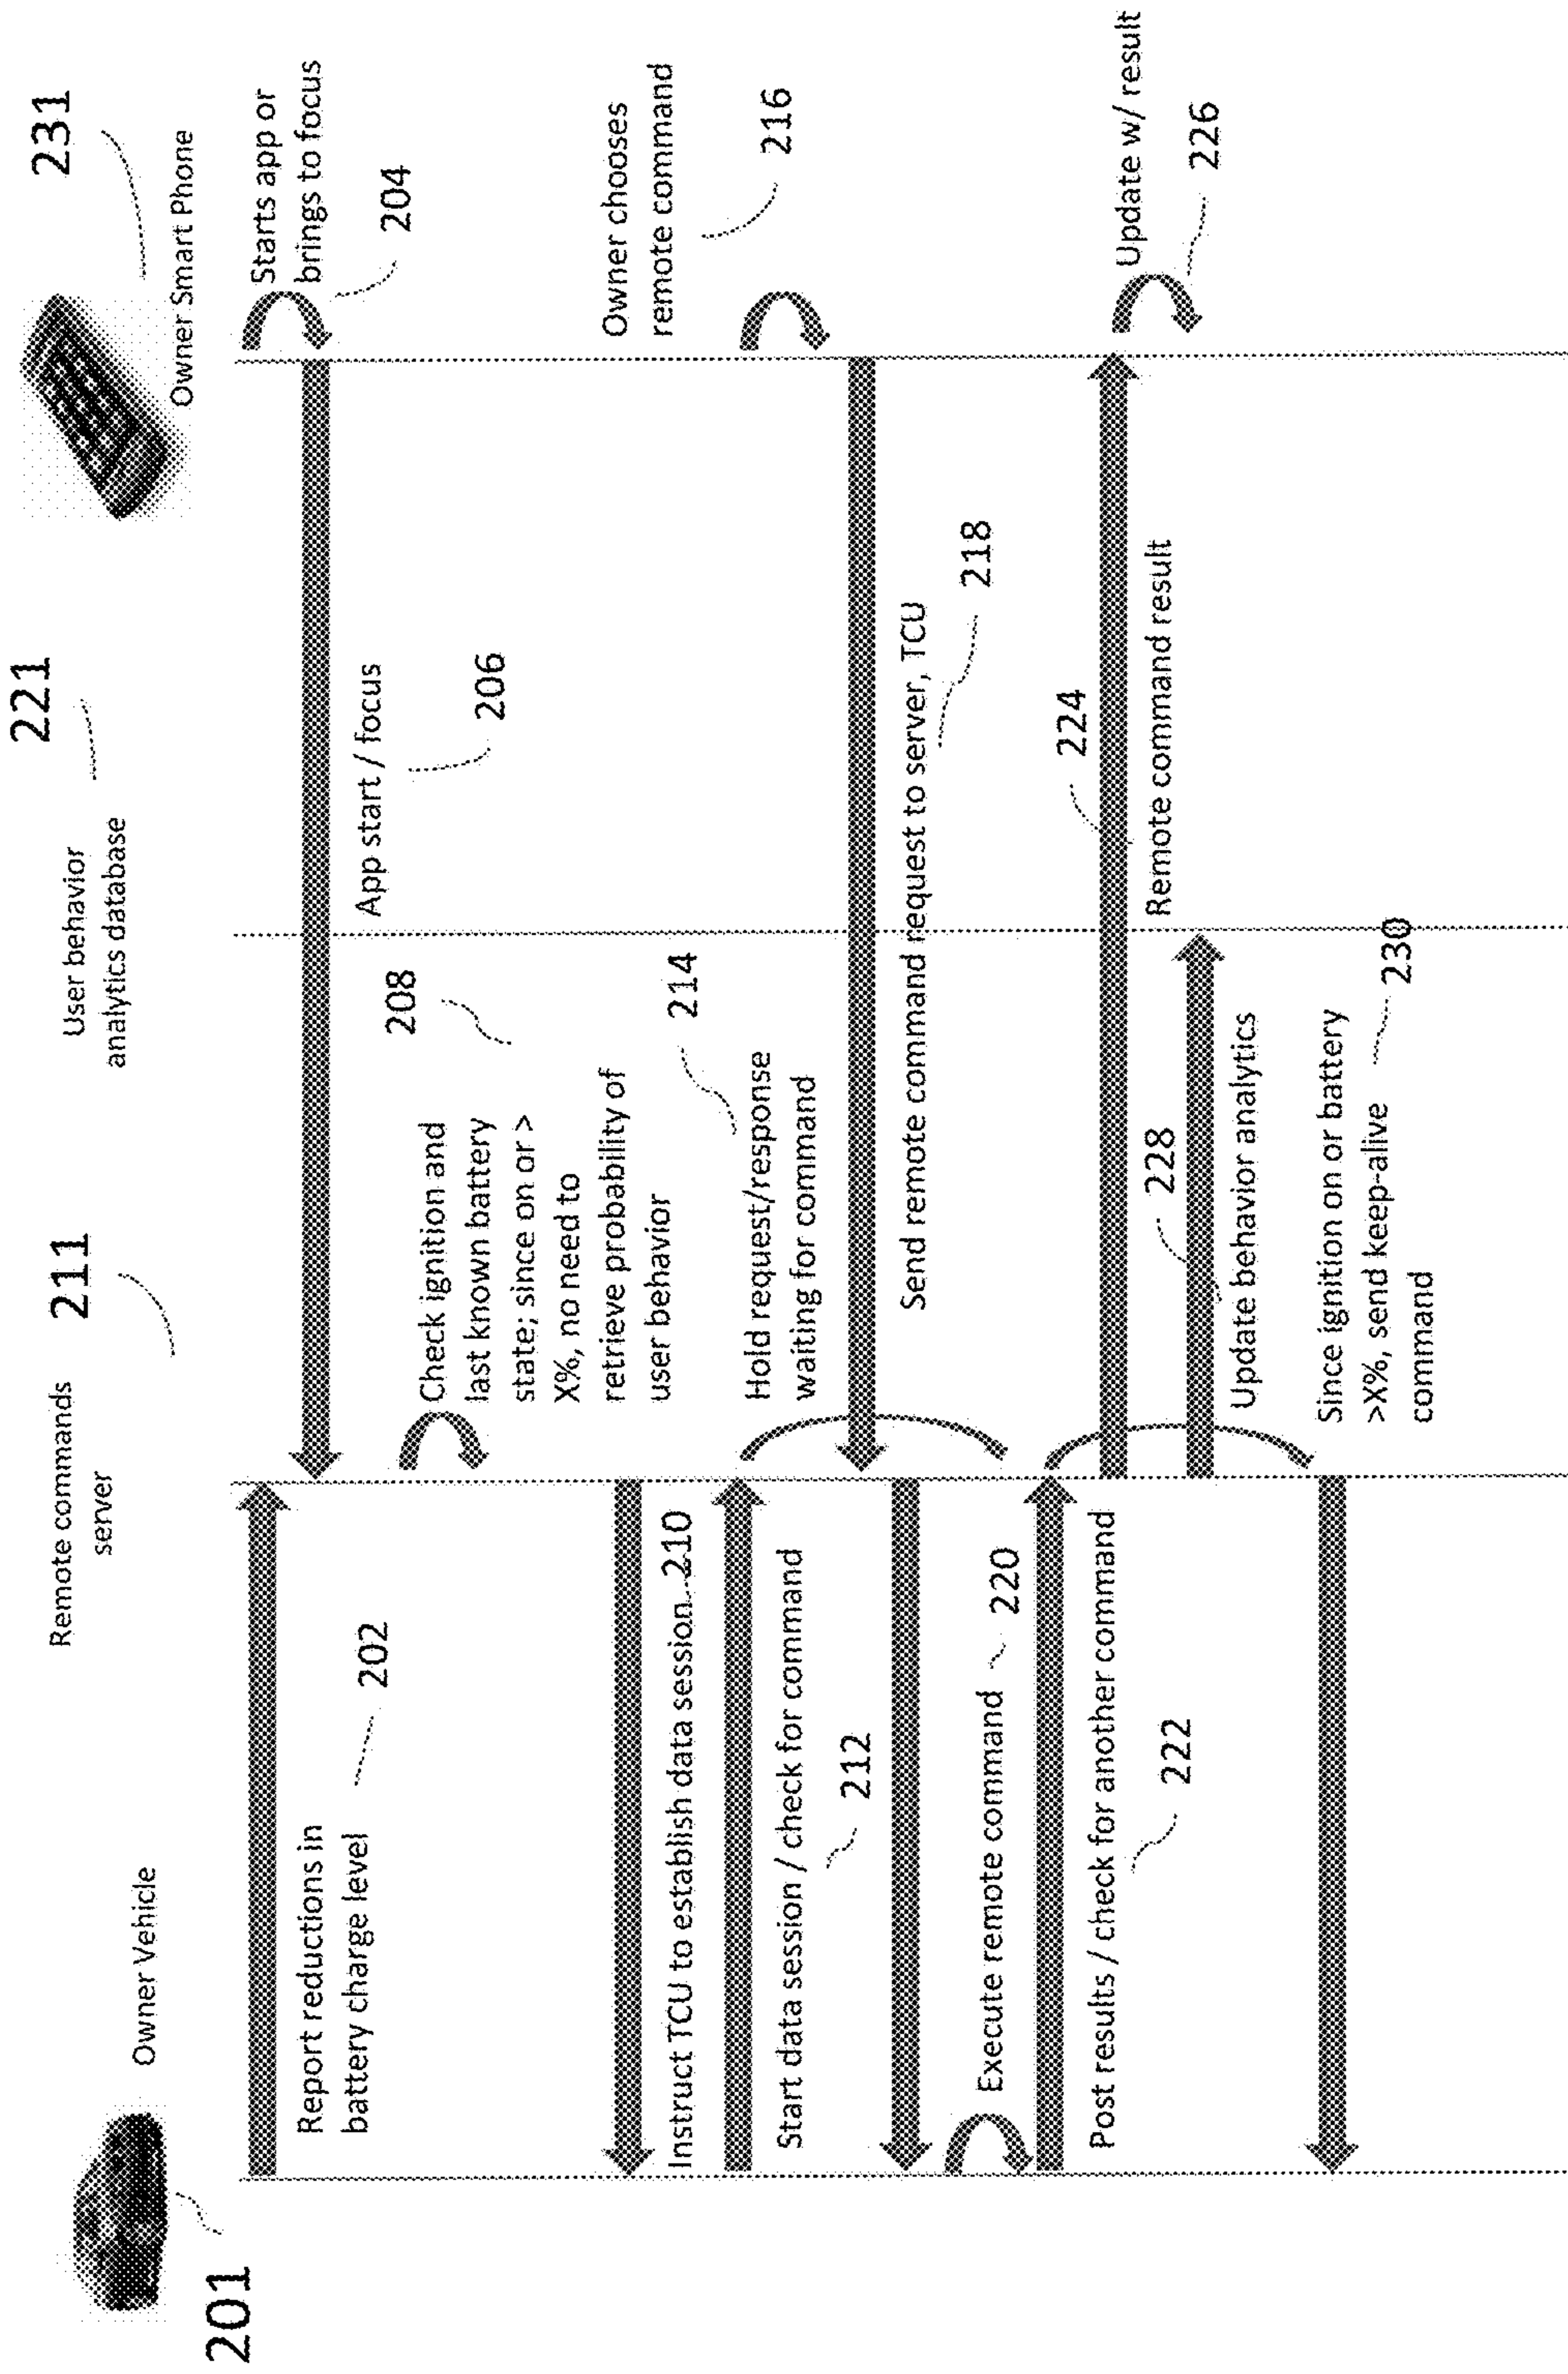 201
Owner Vehicle
Remote commands
server
211
User behavior
analytics database
221
Owner Smart Phone
231
Report reductions in
battery charge level
202
Starts app or
brings to focus
204
App start / focus
206
Check ignition and
last known battery
state; since on or >
X%, no need to
retrieve probability of
user behavior
208
Instruct TCU to establish data session
210
Start data session / check for command
212
Hold request/response
waiting for command
214
Owner chooses
remote command
216
Send remote command request to server, TCU
218
Execute remote command
220
Post results / check for another command
222
224
Remote command result
Update w/ result
226
228
Update behavior analytics
Since ignition on or battery
>X%, send keep-alive
command
230